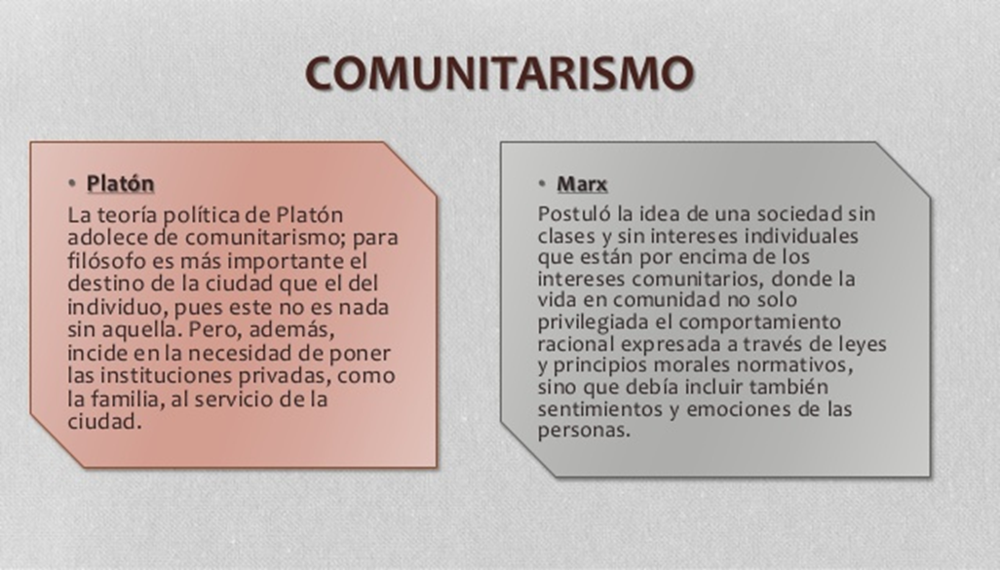 COMUNITARISMO
• Platón
La teoría política de Platón
adolece de comunitarismo; para
filósofo es más importante el
destino de la ciudad que el del
individuo, pues este no es nada
sin aquella. Pero, además,
incide en la necesidad de poner
las instituciones privadas, como
la familia, al servicio de la
ciudad.
• Marx
Postuló la idea de una sociedad sin
clases y sin intereses individuales
que están por encima de los
intereses comunitarios, donde la
vida en comunidad no solo
privilegiada el comportamiento
racional expresada a través de leyes
y principios morales normativos,
sino que debía incluir también
sentimientos y emociones de las
personas.